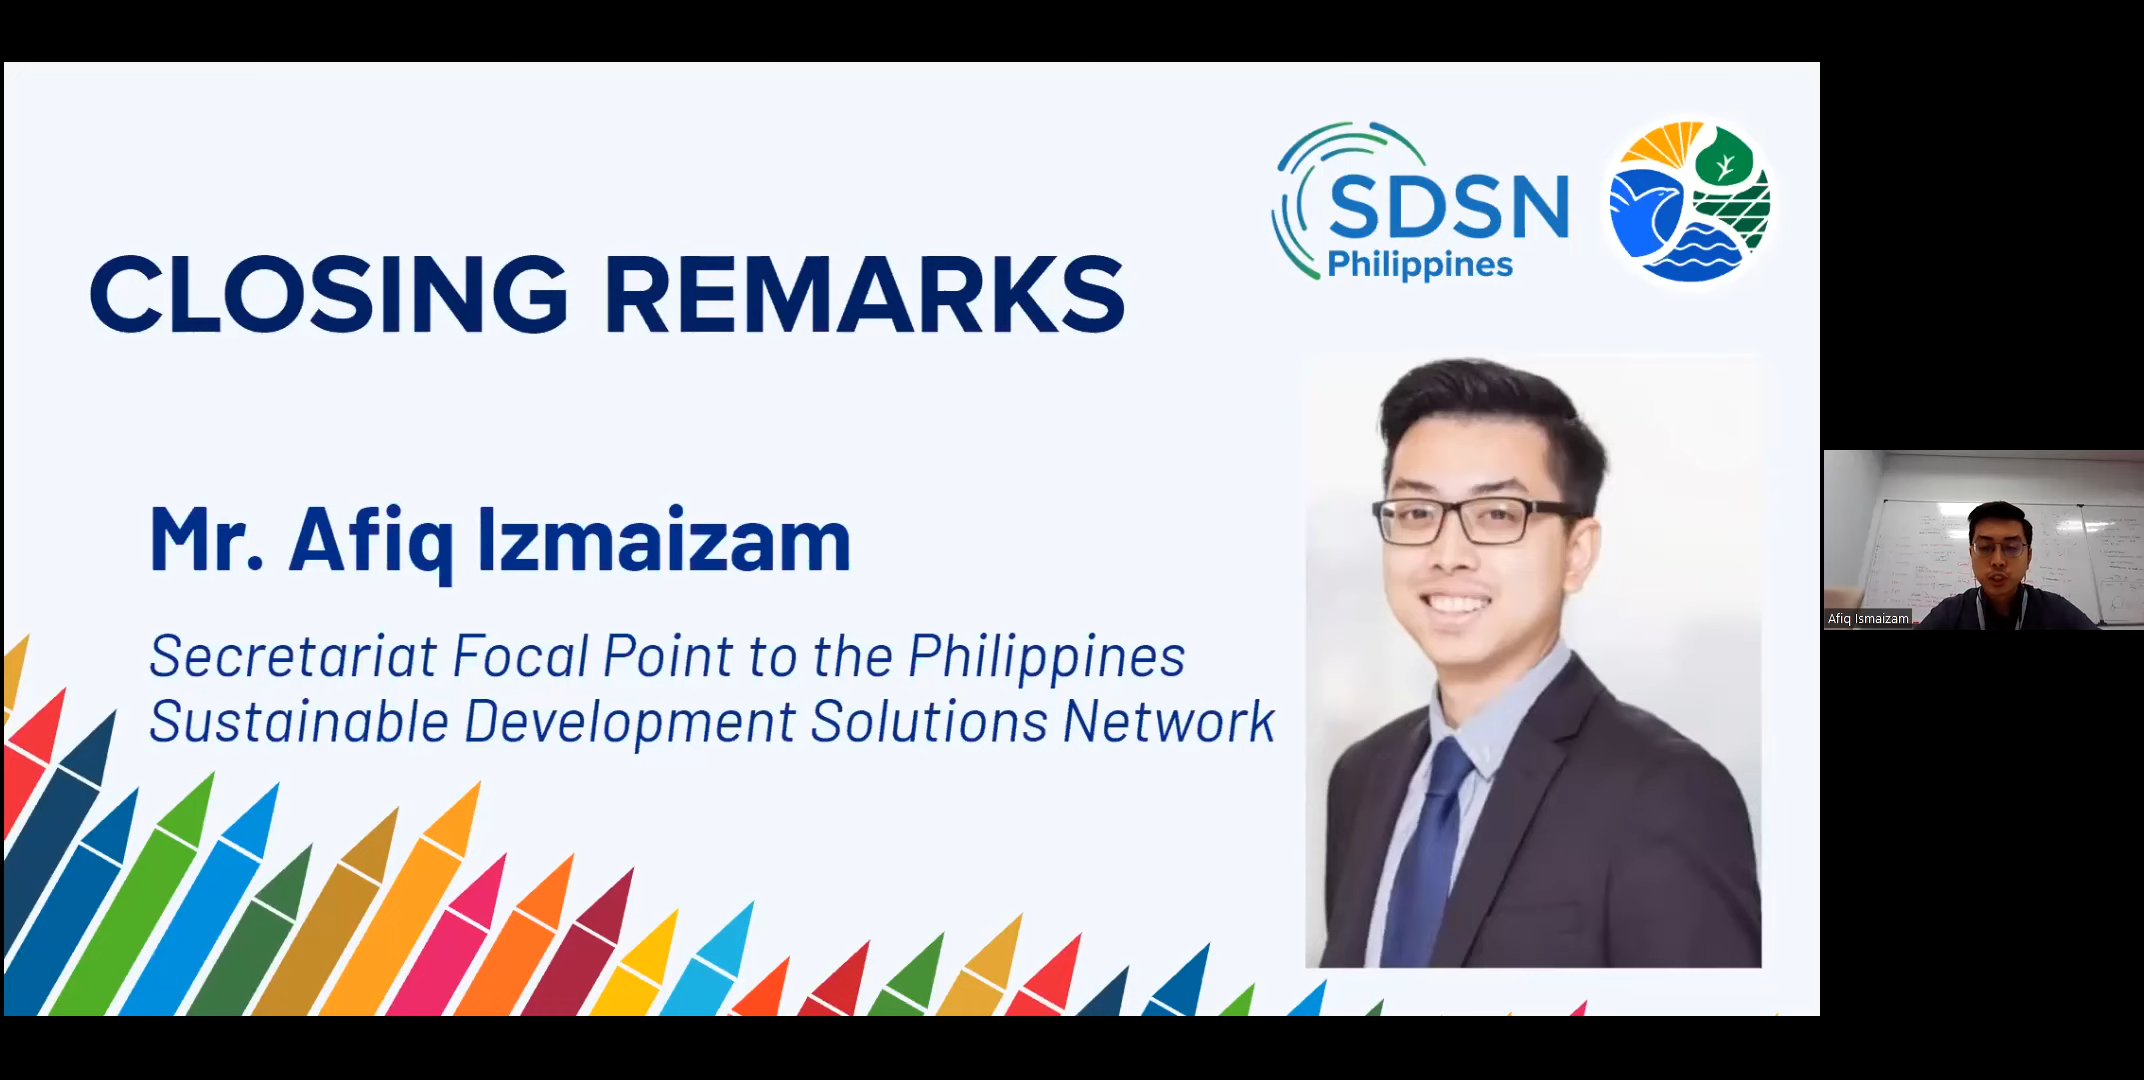 SDSN
Philippines
CLOSING REMARKS
Mr. Afiq Izmaizam
Secretariat Focal Point to the Philippines
Sustainable Development Solutions Network
Afiq Ismaizam